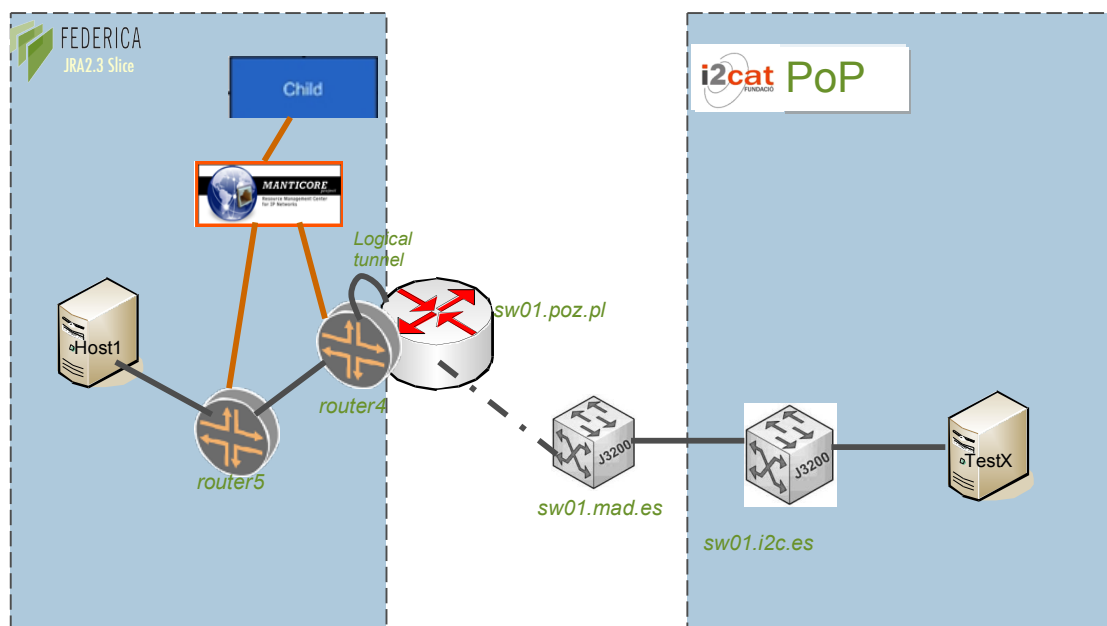 FEDERICA
JRA2.3 Slice
Child
MANTICORE
project
Resource Management Center
for IP Networks
i2cat
FUNDACIÓ
PoP
Logical
tunnel
sw01.poz.pl
Host1
router4
router5
J3200
sw01.mad.es
J3200
sw01.i2c.es
TestX